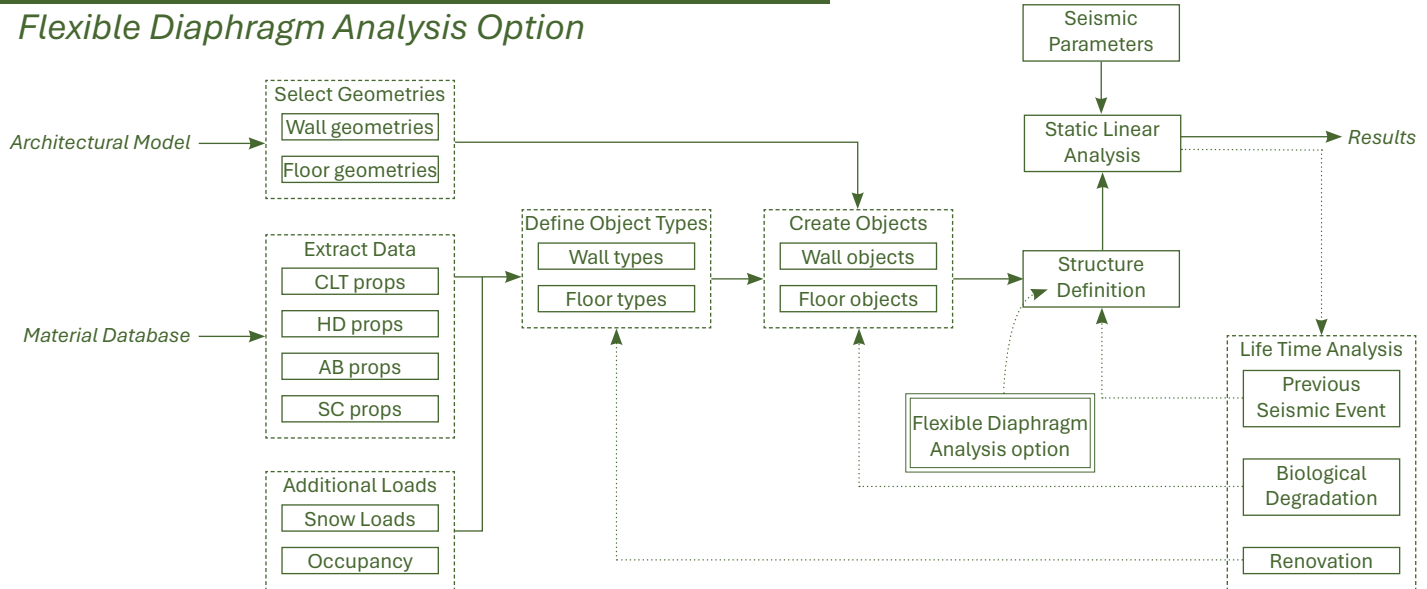 Flexible Diaphragm Analysis Option
Seismic
Parameters
Select Geometries
Wall geometries
Floor geometries
Architectural Model
Static Linear
Analysis
Results
Extract Data
CLT props
HD props
AB props
SC props
Material Database
Define Object Types
Wall types
Floor types
Create Objects
Wall objects
Floor objects
Structure
Definition
Flexible Diaphragm
Analysis option
Life Time Analysis
Previous
Seismic Event
Biological
Degradation
Renovation
Additional Loads
Snow Loads
Occupancy